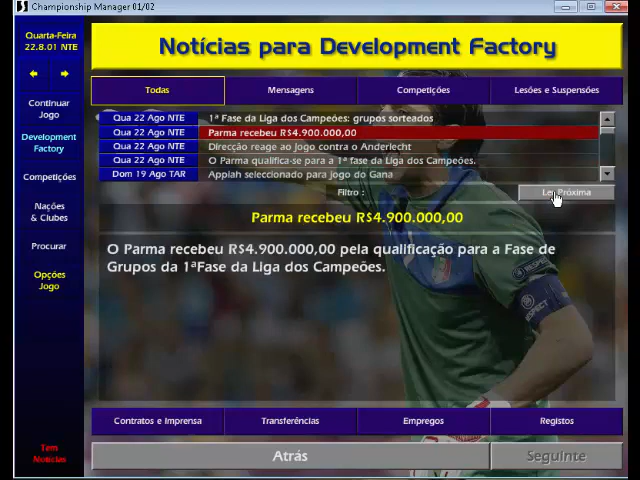 Championship Manager 01/02
Quarta-Feira
22.8.01 NTE
Continuar
Jogo
Development
Factory
Competições
Nações
& Clubes
Procurar
Opções
Jogo
Tem
Notícias
Notícias para Development Factory
Todas
Mensagens
Competições
Lesões e Suspensões
Qua 22 Ago NTE 1ª Fase da Liga dos Campeões: grupos sorteados
Qua 22 Ago NTE Parma recebeu R$4.900.000,00
Qua 22 Ago NTE Direcção reage ao Jogo contra o Anderlecht
Qua 22 Ago NTE O Parma qualifica-se para a 1ª fase da Liga dos Campeões.
Dom 19 Ago TAR Appiah seleccionado para jogo do Gana
Filtro :
Ler Próxima
Parma recebeu R$4.900.000,00
O Parma recebeu R$4.900.000,00 pela qualificação para a Fase de
Grupos da 1ªFase da Liga dos Campeões.
RESPECT
Contratos e Imprensa
Transferências
Empregos
Registos
Atrás
Seguinte